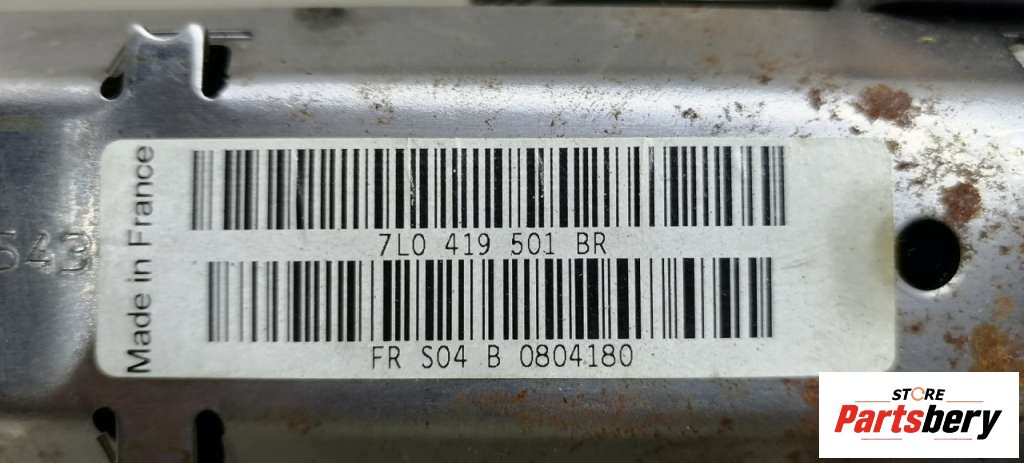 Made in France
7L0 419 501 BR
FR S04 B 0804180
543
STORE
Partsbery